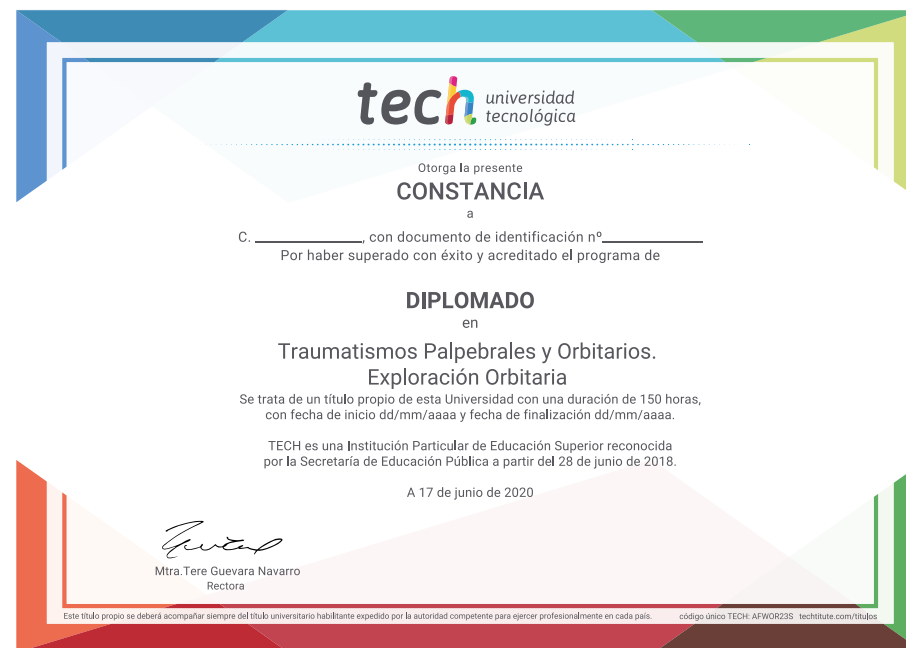 tech universidad
tecnológica
Otorga la presente
CONSTANCIA
a
C. ____________, con documento de identificación nº____________
Por haber superado con éxito y acreditado el programa de
DIPLOMADO
en
Traumatismos Palpebrales y Orbitarios.
Exploración Orbitaria
Se trata de un título propio de esta Universidad con una duración de 150 horas,
con fecha de inicio dd/mm/aaaa y fecha de finalización dd/mm/aaaa.
TECH es una Institución Particular de Educación Superior reconocida
por la Secretaría de Educación Pública a partir del 28 de junio de 2018.
A 17 de junio de 2020
Mtra.Tere Guevara Navarro
Rectora
Este título propio se deberá acompañar siempre del título universitario habilitante expedido por la autoridad competente para ejercer profesionalmente en cada país. código único TECH: AFWOR23S techtitute.com/titulos